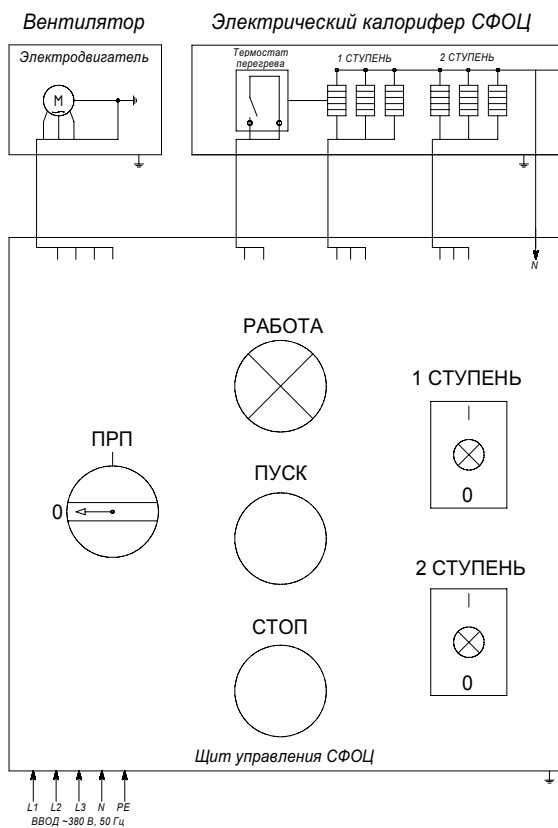 Вентилятор
Электрический калорифер СФОЦ
Электродвигатель
М
Термостат
перегрева
1 СТУПЕНЬ
2 СТУПЕНЬ
N
РАБОТА
1 СТУПЕНЬ
0
ПРП
0
ПУСК
2 СТУПЕНЬ
0
СТОП
Щит управления СФОЦ
L1 L2 L3 N PE
ВВОД ~380 В, 50 Гц